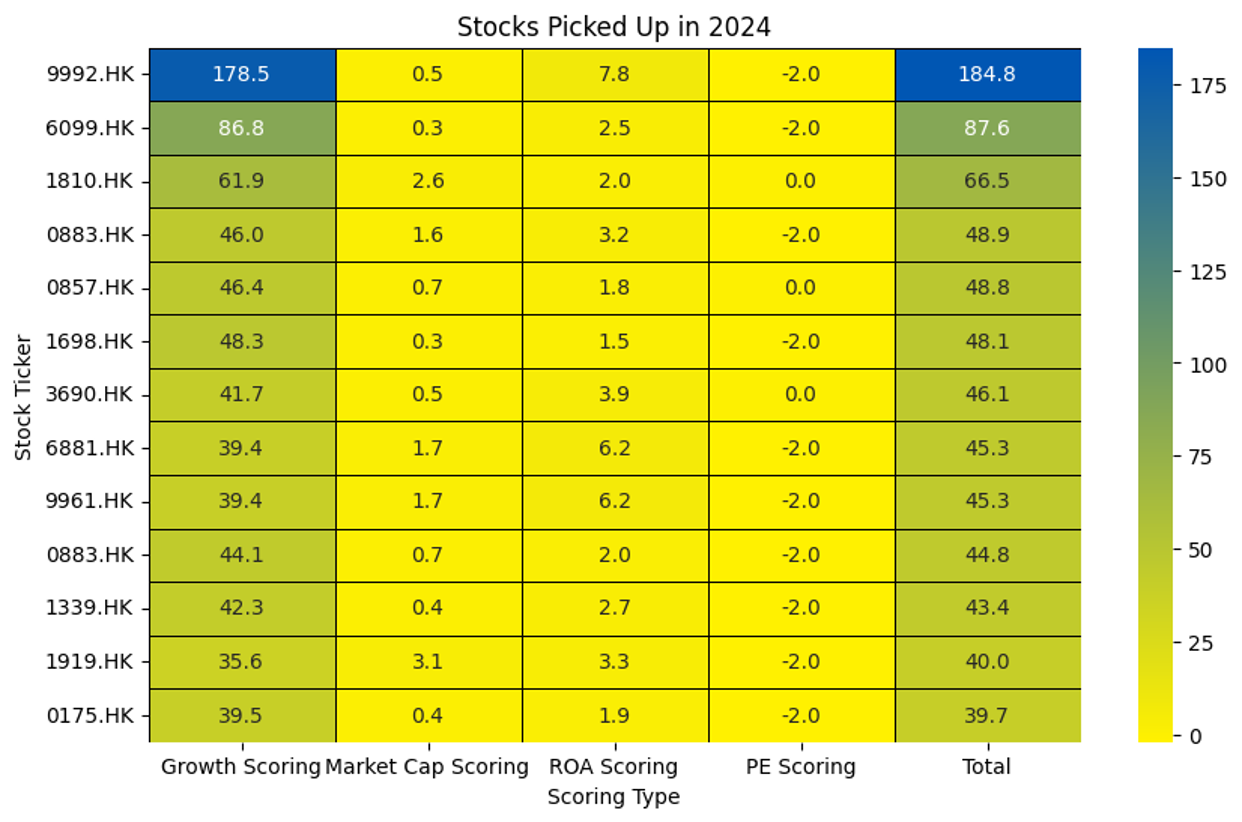 Stocks Picked Up in 2024
9992.HK 178.5 0.5 7.8 -2.0 184.8
6099.HK 86.8 0.3 2.5 -2.0 87.6
1810.HK 61.9 2.6 2.0 0.0 66.5
0883.HK 46.0 1.6 3.2 -2.0 48.9
0857.HK 46.4 0.7 1.8 0.0 48.8
1698.HK 48.3 0.3 1.5 -2.0 48.1
3690.HK 41.7 0.5 3.9 0.0 46.1
6881.HK 39.4 1.7 6.2 -2.0 45.3
9961.HK 39.4 1.7 6.2 -2.0 45.3
0883.HK 44.1 0.7 2.0 -2.0 44.8
1339.HK 42.3 0.4 2.7 -2.0 43.4
1919.HK 35.6 3.1 3.3 -2.0 40.0
0175.HK 39.5 0.4 1.9 -2.0 39.7
Growth Scoring Market Cap Scoring ROA Scoring PE Scoring Total
Scoring Type
Stock Ticker
175
150
125
100
75
50
25
0